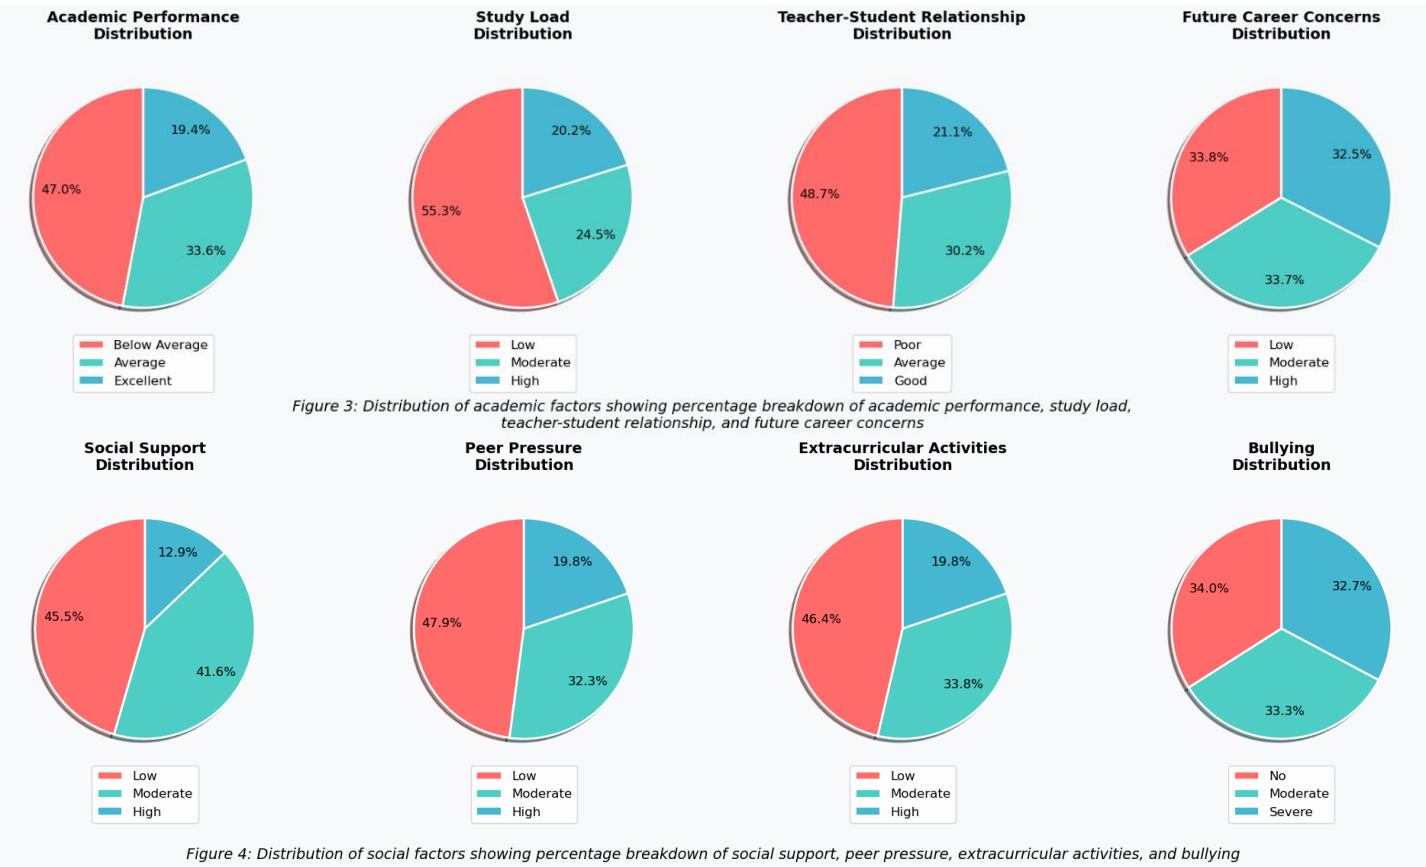 Academic Performance
Distribution
19.4%
47.0%
33.6%
Below Average
Average
Excellent
Study Load
Distribution
20.2%
55.3%
24.5%
Low
Moderate
High
Teacher-Student Relationship
Distribution
21.1%
48.7%
30.2%
Poor
Average
Good
Future Career Concerns
Distribution
33.8%
32.5%
33.7%
Low
Moderate
High
Figure 3: Distribution of academic factors showing percentage breakdown of academic performance, study load,
teacher-student relationship, and future career concerns
Social Support
Distribution
12.9%
45.5%
41.6%
Low
Moderate
High
Peer Pressure
Distribution
19.8%
47.9%
32.3%
Low
Moderate
High
Extracurricular Activities
Distribution
19.8%
46.4%
33.8%
Low
Moderate
High
Bullying
Distribution
34.0%
32.7%
33.3%
No
Moderate
Severe
Figure 4: Distribution of social factors showing percentage breakdown of social support, peer pressure, extracurricular activities, and bullying